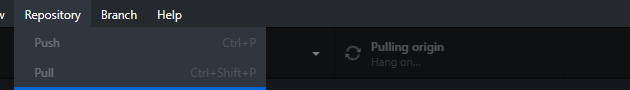 w Repository Branch Help
Push Ctrl+P
Pulling origin
Hang on...
Pull Ctrl+Shift+P